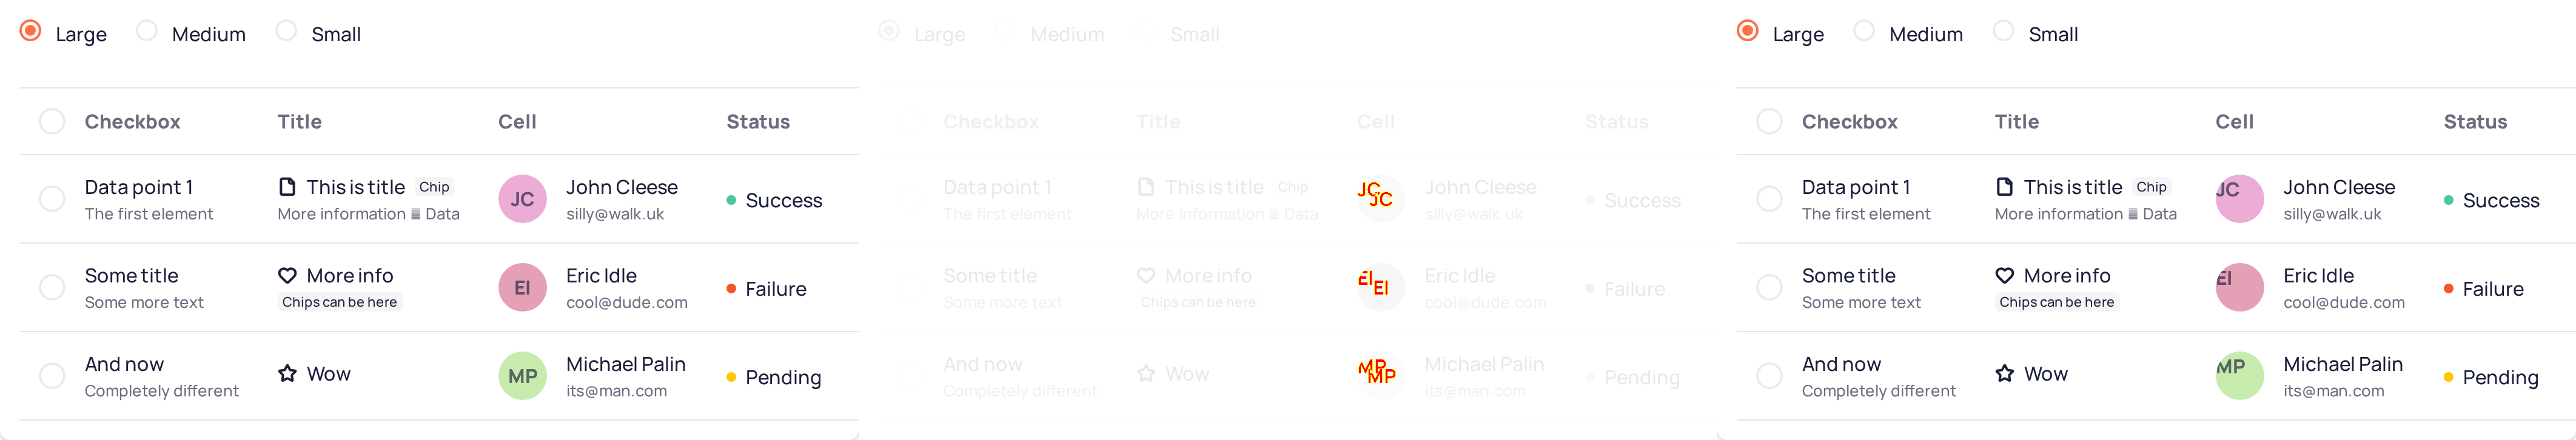 Large Medium Small
Checkbox Title Cell Status
Data point 1 This is title Chip JC John Cleese Success
The first element More information Data silly@walk.uk
Some title More info EI Eric Idle Failure
Some more text Chips can be here cool@dude.com
And now Wow MP Michael Palin Pending
Completely different its@man.com
Large Medium Small
Checkbox Title Cell Status
Data point 1 This is title Chip JC JC John Cleese Success
The first element More information Data silly@walk.uk
Some title More info EI EI Eric Idle Failure
Some more text Chips can be here cool@dude.com
And now Wow MP MP Michael Palin Pending
Completely different its@man.com
Large Medium Small
Checkbox Title Cell Status
Data point 1 This is title Chip JC John Cleese Success
The first element More information Data silly@walk.uk
Some title More info EI Eric Idle Failure
Some more text Chips can be here cool@dude.com
And now Wow MP Michael Palin Pending
Completely different its@man.com